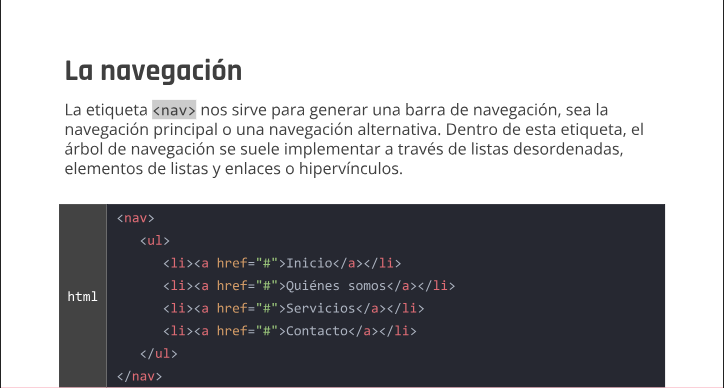 La navegación
La etiqueta <nav> nos sirve para generar una barra de navegación, sea la
navegación principal o una navegación alternativa. Dentro de esta etiqueta, el
árbol de navegación se suele implementar a través de listas desordenadas,
elementos de listas y enlaces o hipervínculos.
html
<nav>
<ul>
<li><a href="#">Inicio</a></li>
<li><a href="#">Quiénes somos</a></li>
<li><a href="#">Servicios</a></li>
<li><a href="#">Contacto</a></li>
</ul>
</nav>